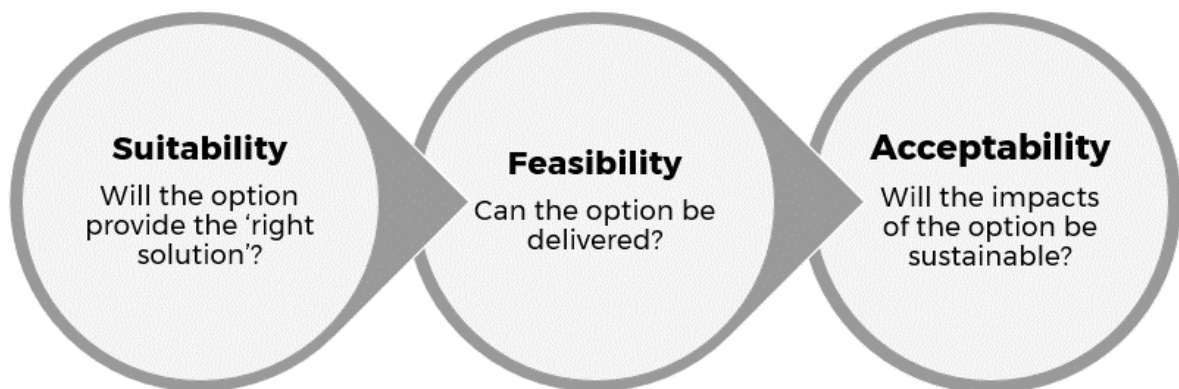 Suitability
Will the option
provide the ‘right
solution’?
Feasibility
Can the option be
delivered?
Acceptability
Will the impacts
of the option be
sustainable?